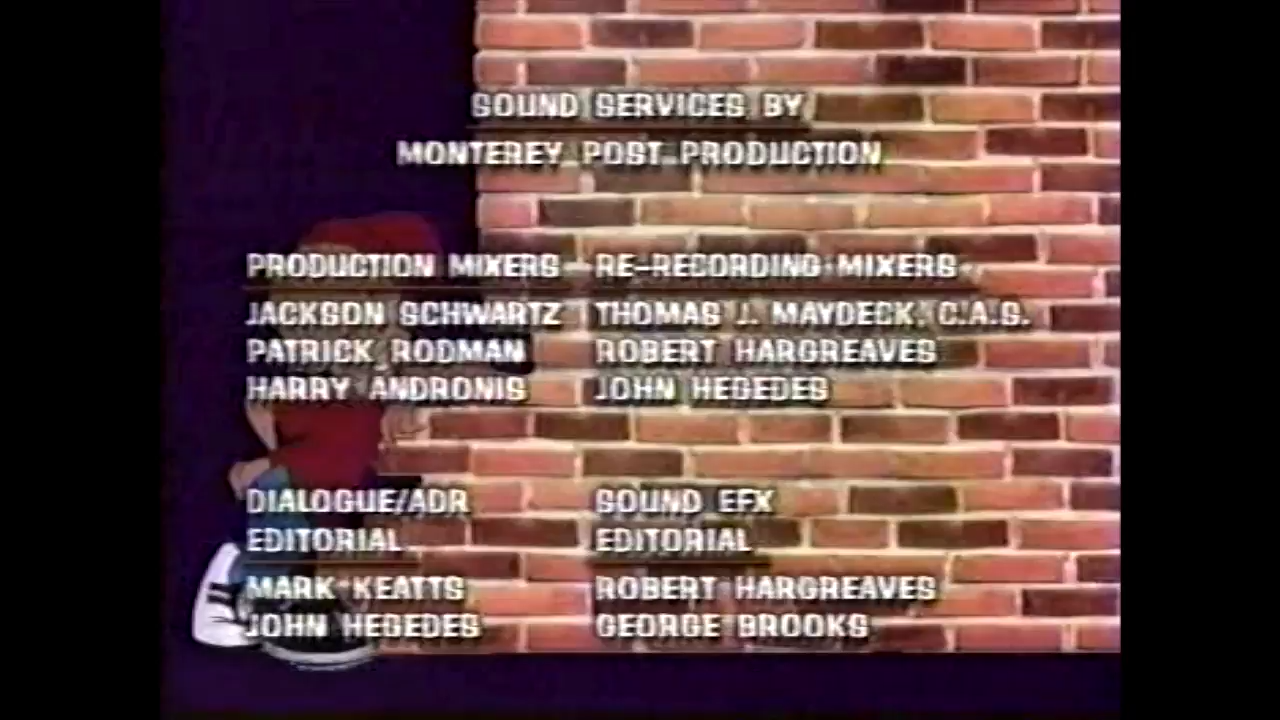 SOUND SERVICES BY
MONTEREY POST PRODUCTION
PRODUCTION MIXERS
JACKSON SCHWARTZ
PATRICK RODMAN
HARRY ANDRONIS
RE-RECORDING MIXERS
THOMAS J. MAYDECK, C.A.S.
ROBERT HARGREAVES
JOHN HEGEDES
DIALOGUE/ADR
EDITORIAL
MARK KEATTS
JOHN HEGEDES
SOUND EFX
EDITORIAL
ROBERT HARGREAVES
GEORGE BROOKS